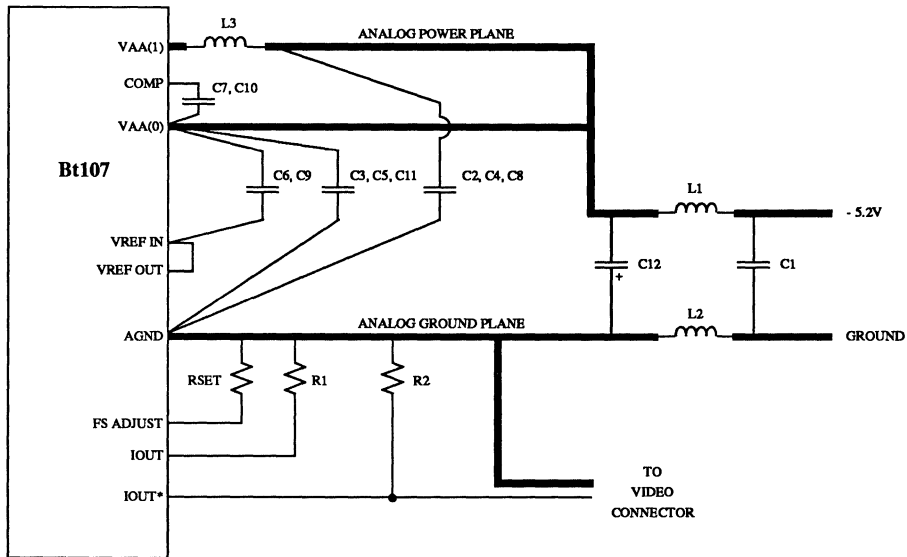 L3
ANALOG POWER PLANE
VAA(1)
COMP
C7, C10
VAA(0)
Bt107
C6, C9
C3, C5, C11
C2, C4, C8
L1
- 5.2V
VREF IN
VREF OUT
C12
+
C1
L2
ANALOG GROUND PLANE
AGND
GROUND
RSET
R1
R2
FS ADJUST
IOUT
IOUT*
TO
VIDEO
CONNECTOR